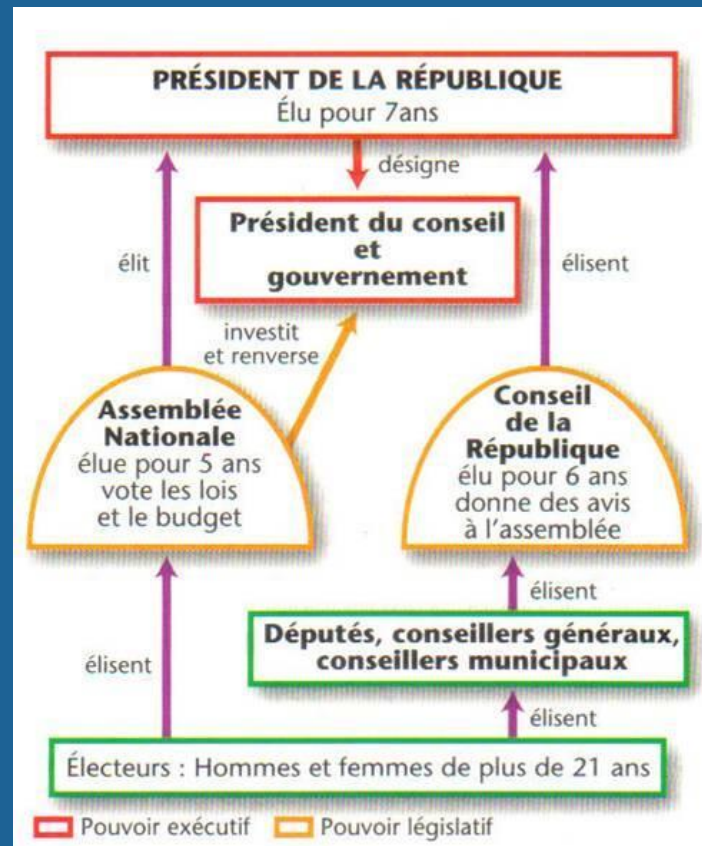 PRÉSIDENT DE LA RÉPUBLIQUE
Élu pour 7ans
désigne
Président du conseil
et
gouvernement
élit
élisent
investit
et renverse
Assemblée
Nationale
élue pour 5 ans
vote les lois
et le budget
Conseil
de la
République
élu pour 6 ans
donne des avis
à l'assemblée
élisent
Députés, conseillers généraux,
conseillers municipaux
élisent
élisent
Électeurs : Hommes et femmes de plus de 21 ans
Pouvoir exécutif
Pouvoir législatif